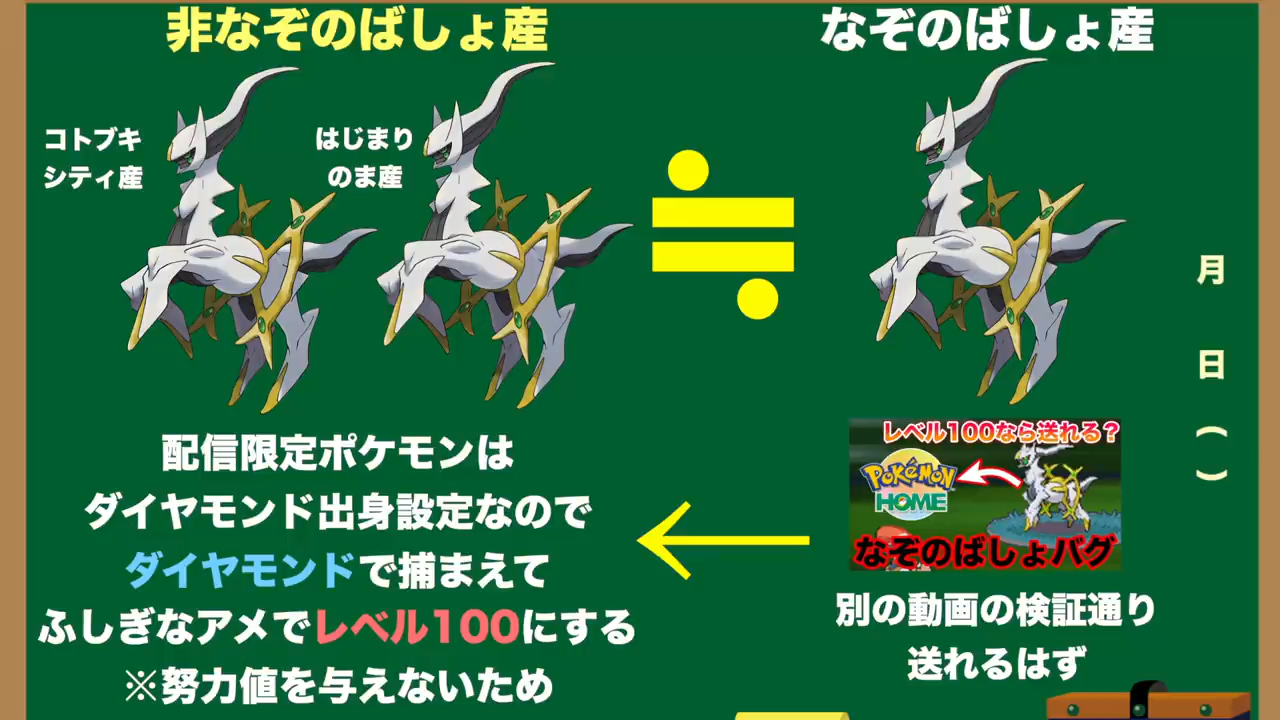 非なぞのばしょ産
なぞのばしょ産
コトブキ
シティ産
はじまり
のま産
≒
月
日
(
)
配信限定ポケモンは
ダイヤモンド出身設定なので
ダイヤモンドで捕まえて
ふしぎなアメでレベル100にする
※努力値を与えないため
レベル100なら送れる?
POKéMON
HOME
なぞのばしょバグ
別の動画の検証通り
送れるはず